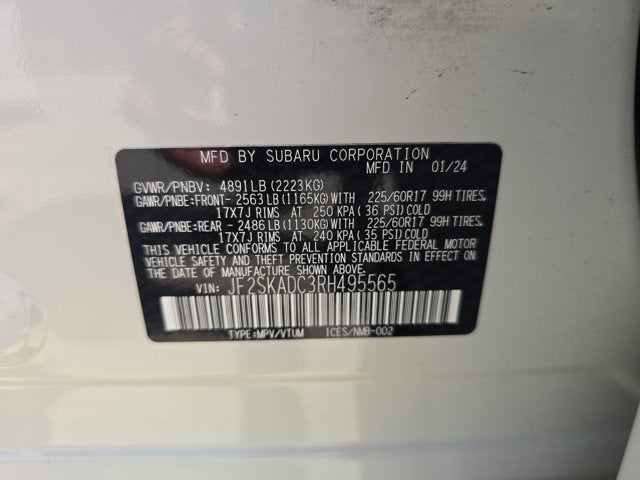 MFD BY SUBARU CORPORATION
MFD IN 01/24
GVWR/PNBV: 4891LB(2223KG)
GAWR/PNBE:FRONT- 2563LB(1165KG)WITH 225/60R17 99H TIRES,
17X7J RIMS AT 250 KPA(36 PSI)COLD
GAWR/PNBE:REAR - 2486LB(1130KG)WITH 225/60R17 99H TIRES,
17X7J RIMS AT 240 KPA(35 PSI)COLD
THIS VEHICLE CONFORMS TO ALL APPLICABLE FEDERAL MOTOR
VEHICLE SAFETY AND THEFT PREVENTION STANDARDS IN EFFECT
ON THE DATE OF MANUFACTURE SHOWN ABOVE.
VIN: JF2SKADC3RH495565
TYPE:MPV/VTUM ICES/NMB-002